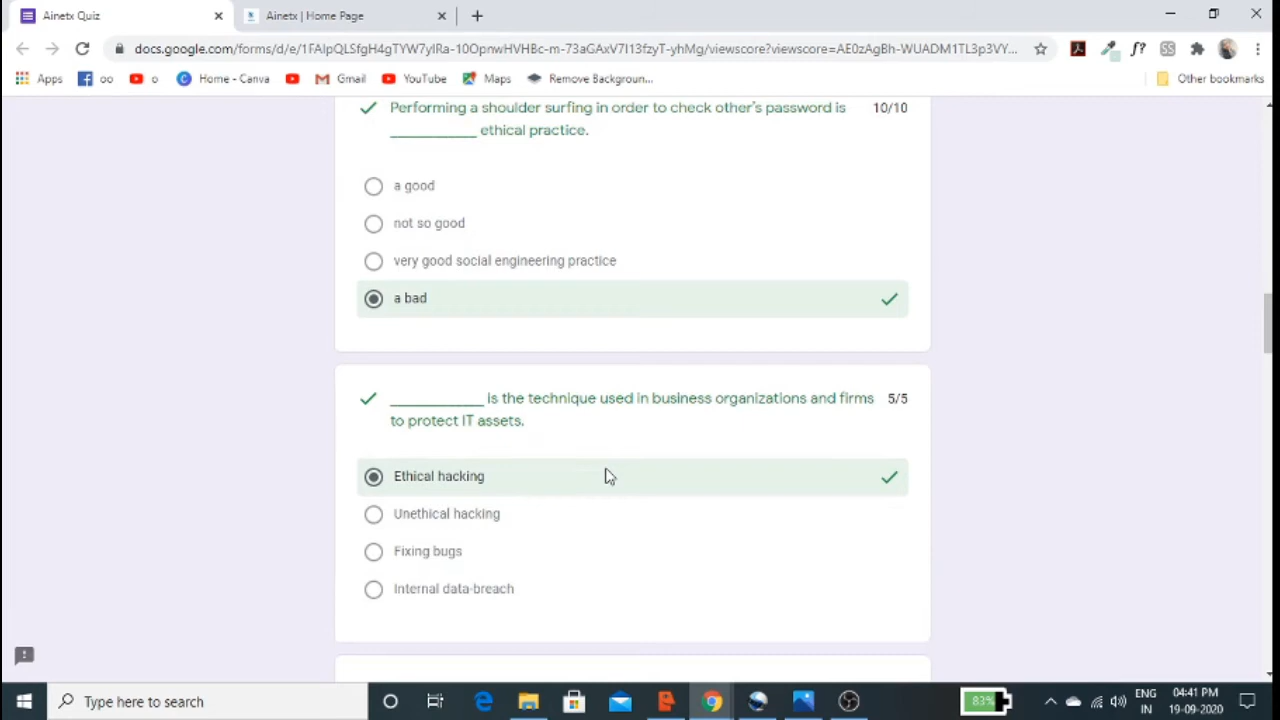 Ainetx Quiz
Ainetx | Home Page
docs.google.com/forms/d/e/1FAIpQLSfgH4gTYW7yIRa-10OpnwHVHBc-m-73aGAxV7I13fzyT-yhMg/viewscore?viewscore=AE0zAgBh-WUADM1TL3p3VY...
Apps
oo
o
Home - Canva
Gmail
YouTube
Maps
Remove Backgroun...
Other bookmarks
Performing a shoulder surfing in order to check other's password is 10/10
____________ ethical practice.
a good
not so good
very good social engineering practice
a bad
____________ is the technique used in business organizations and firms 5/5
to protect IT assets.
Ethical hacking
Unethical hacking
Fixing bugs
Internal data-breach
Type here to search
83%
ENG
IN
04:41 PM
19-09-2020